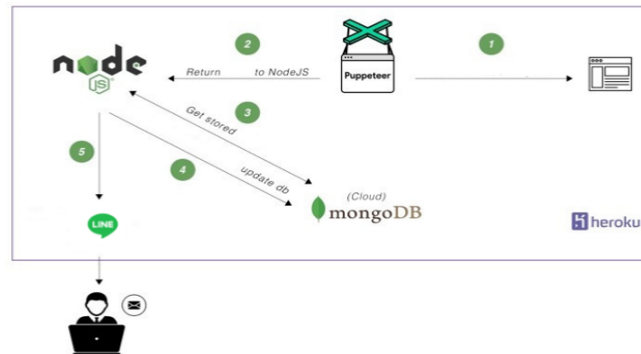 2
1
node
JS
Return to NodeJS
Puppeteer
3
Get stored
5
4
update db
(Cloud)
mongoDB
LINE
heroku